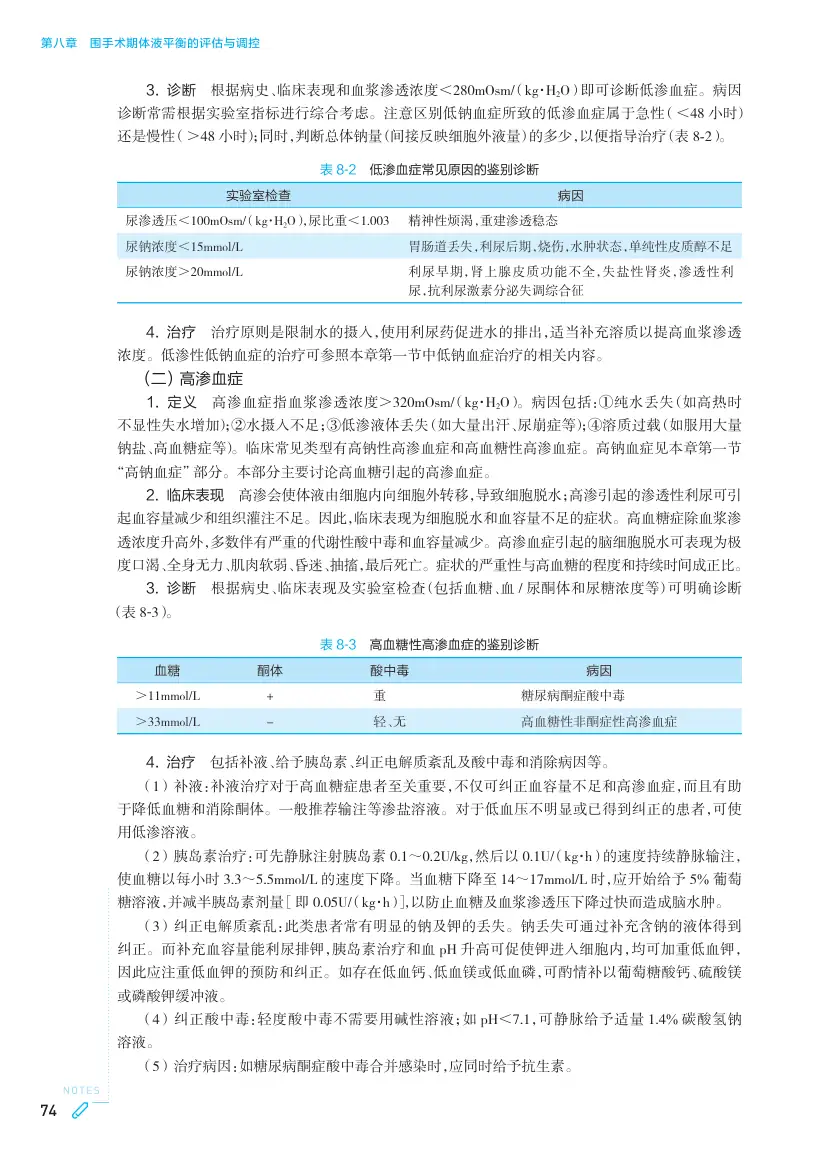 第八章 围手术期体液平衡的评估与调控
3. 诊断 根据病史、临床表现和血浆渗透浓度＜280mOsm/（kg·H₂O）即可诊断低渗血症。病因
诊断常需根据实验室指标进行综合考虑。注意区别低钠血症所致的低渗血症属于急性（＜48 小时）
还是慢性（＞48 小时）；同时，判断总体钠量（间接反映细胞外液量）的多少，以便指导治疗（表 8-2）。
表 8-2 低渗血症常见原因的鉴别诊断
实验室检查 病因
尿渗透压＜100mOsm/（kg·H₂O），尿比重＜1.003 精神性烦渴，重建渗透稳态
尿钠浓度＜15mmol/L 胃肠道丢失，利尿后期，烧伤，水肿状态，单纯性皮质醇不足
尿钠浓度＞20mmol/L 利尿早期，肾上腺皮质功能不全，失盐性肾炎，渗透性利
尿，抗利尿激素分泌失调综合征
4. 治疗 治疗原则是限制水的摄入，使用利尿药促进水的排出，适当补充溶质以提高血浆渗透
浓度。低渗性低钠血症的治疗可参照本章第一节中低钠血症治疗的相关内容。
（二）高渗血症
1. 定义 高渗血症指血浆渗透浓度＞320mOsm/（kg·H₂O）。病因包括：①纯水丢失（如高热时
不显性失水增加）；②水摄入不足；③低渗液体丢失（如大量出汗、尿崩症等）；④溶质过载（如服用大量
钠盐、高血糖症等）。临床常见类型有高钠性高渗血症和高血糖性高渗血症。高钠血症见本章第一节
“高钠血症”部分。本部分主要讨论高血糖引起的高渗血症。
2. 临床表现 高渗会使体液由细胞内向细胞外转移，导致细胞脱水；高渗引起的渗透性利尿可引
起血容量减少和组织灌注不足。因此，临床表现为细胞脱水和血容量不足的症状。高血糖症除血浆渗
透浓度升高外，多数伴有严重的代谢性酸中毒和血容量减少。高渗血症引起的脑细胞脱水可表现为极
度口渴、全身无力、肌肉软弱、昏迷、抽搐，最后死亡。症状的严重性与高血糖的程度和持续时间成正比。
3. 诊断 根据病史、临床表现及实验室检查（包括血糖、血 / 尿酮体和尿糖浓度等）可明确诊断
（表 8-3）。
表 8-3 高血糖性高渗血症的鉴别诊断
血糖 酮体 酸中毒 病因
＞11mmol/L + 重 糖尿病酮症酸中毒
＞33mmol/L − 轻、无 高血糖性非酮症性高渗血症
4. 治疗 包括补液、给予胰岛素、纠正电解质紊乱及酸中毒和消除病因等。
（1）补液：补液治疗对于高血糖症患者至关重要，不仅可纠正血容量不足和高渗血症，而且有助
于降低血糖和消除酮体。一般推荐输注等渗盐溶液。对于低血压不明显或已得到纠正的患者，可使
用低渗溶液。
（2）胰岛素治疗：可先静脉注射胰岛素 0.1～0.2U/kg，然后以 0.1U/（kg·h）的速度持续静脉输注，
使血糖以每小时 3.3～5.5mmol/L 的速度下降。当血糖下降至 14～17mmol/L 时，应开始给予 5% 葡萄
糖溶液，并减半胰岛素剂量［即 0.05U/（kg·h）］，以防止血糖及血浆渗透压下降过快而造成脑水肿。
（3）纠正电解质紊乱：此类患者常有明显的钠及钾的丢失。钠丢失可通过补充含钠的液体得到
纠正。而补充血容量能利尿排钾，胰岛素治疗和血 pH 升高可促使钾进入细胞内，均可加重低血钾，
因此应注重低血钾的预防和纠正。如存在低血钙、低血镁或低血磷，可酌情补以葡萄糖酸钙、硫酸镁
或磷酸钾缓冲液。
（4）纠正酸中毒：轻度酸中毒不需要用碱性溶液；如 pH＜7.1，可静脉给予适量 1.4% 碳酸氢钠
溶液。
（5）治疗病因：如糖尿病酮症酸中毒合并感染时，应同时给予抗生素。
NOTES
74